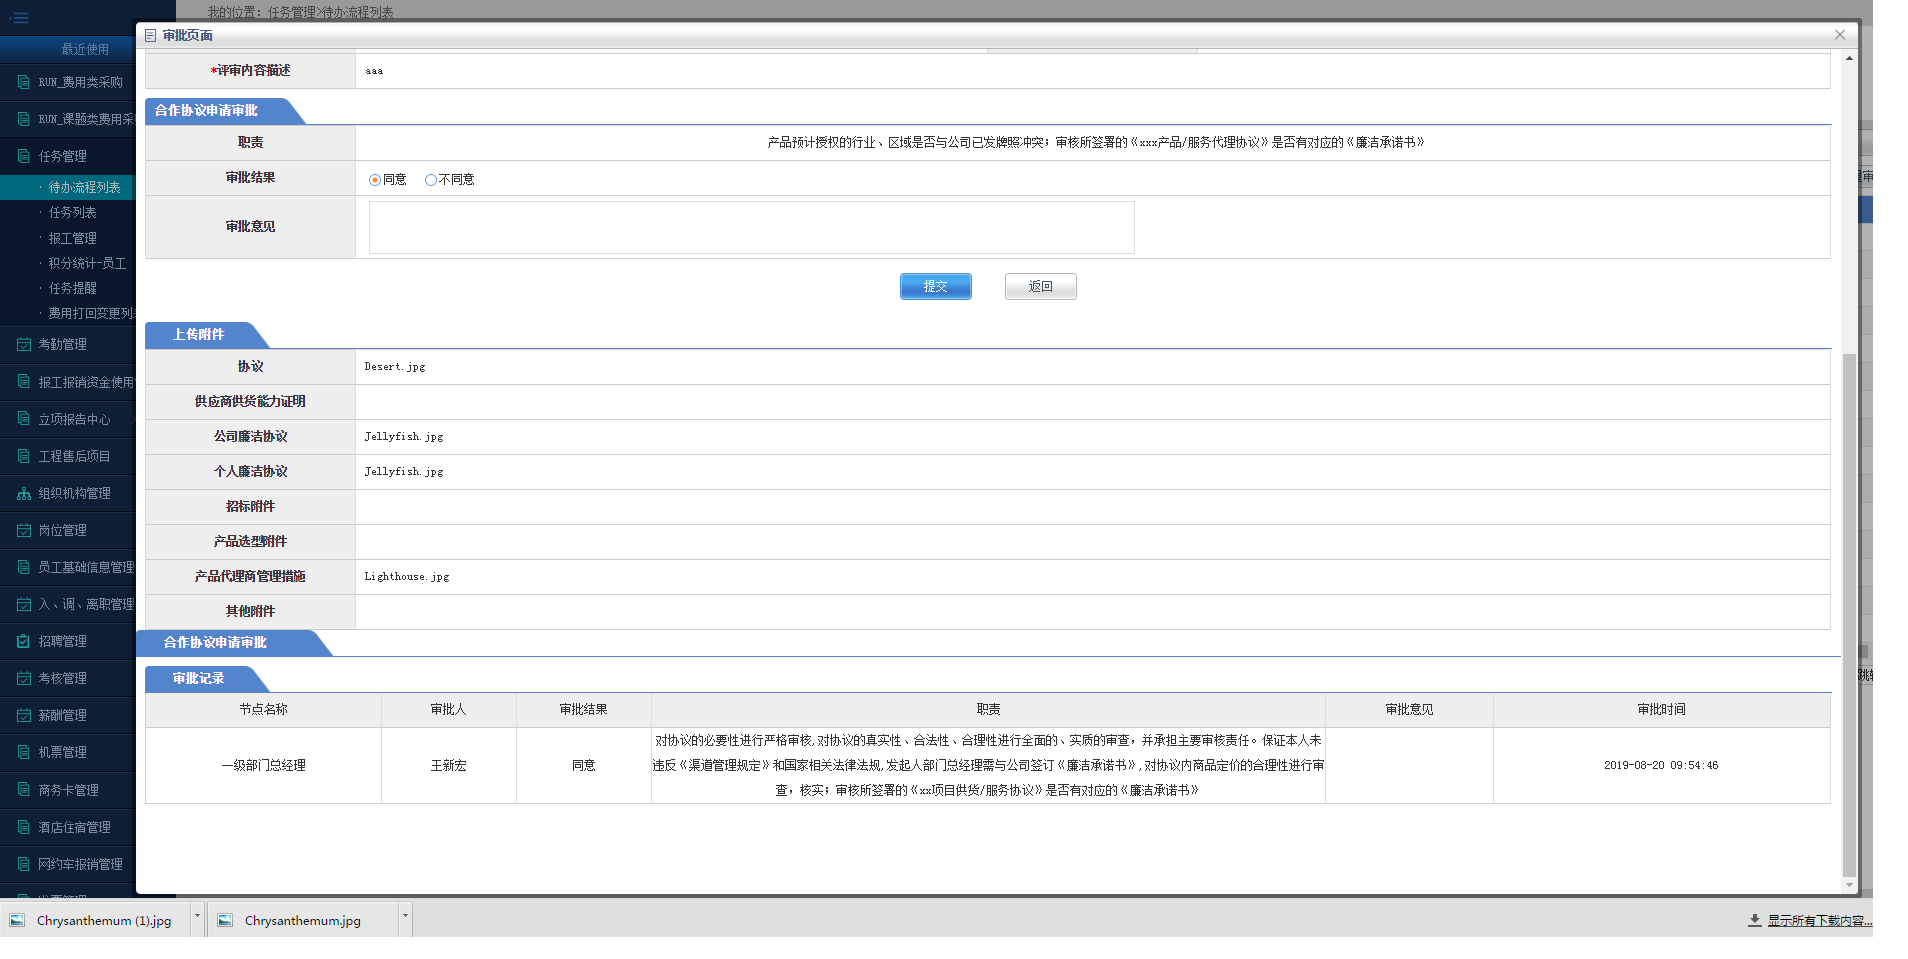 我的位置：任务管理>待办流程列表
审批页面
最近使用
RUN_费用类采购
RUN_课题类费用采
任务管理
· 待办流程列表
· 任务列表
· 报工管理
· 积分统计-员工
· 任务提醒
· 费用打回变更列
考勤管理
报工报销资金使用
立项报告中心
工程售后项目
组织机构管理
岗位管理
员工基础信息管理
入、调、离职管理
招聘管理
考核管理
薪酬管理
机票管理
商务卡管理
酒店住宿管理
网约车报销管理
*评审内容描述 aaa
合作协议申请审批
职责 产品预计授权的行业、区域是否与公司已发牌照冲突；审核所签署的《xxx产品/服务代理协议》是否有对应的《廉洁承诺书》
审批结果 同意 不同意
审批意见
提交 返回
上传附件
协议 Desert.jpg
供应商供货能力证明
公司廉洁协议 Jellyfish.jpg
个人廉洁协议 Jellyfish.jpg
招标附件
产品选型附件
产品代理商管理措施 Lighthouse.jpg
其他附件
合作协议申请审批
审批记录
节点名称 审批人 审批结果 职责 审批意见 审批时间
一级部门总经理 王新宏 同意
对协议的必要性进行严格审核,对协议的真实性、合法性、合理性进行全面的、实质的审查，并承担主要审核责任。保证本人未
违反《渠道管理规定》和国家相关法律法规,发起人部门总经理需与公司签订《廉洁承诺书》,对协议内商品定价的合理性进行审
查，核实；审核所签署的《xx项目供货/服务协议》是否有对应的《廉洁承诺书》
2019-08-20 09:54:46
Chrysanthemum (1).jpg
Chrysanthemum.jpg
显示所有下载内容...